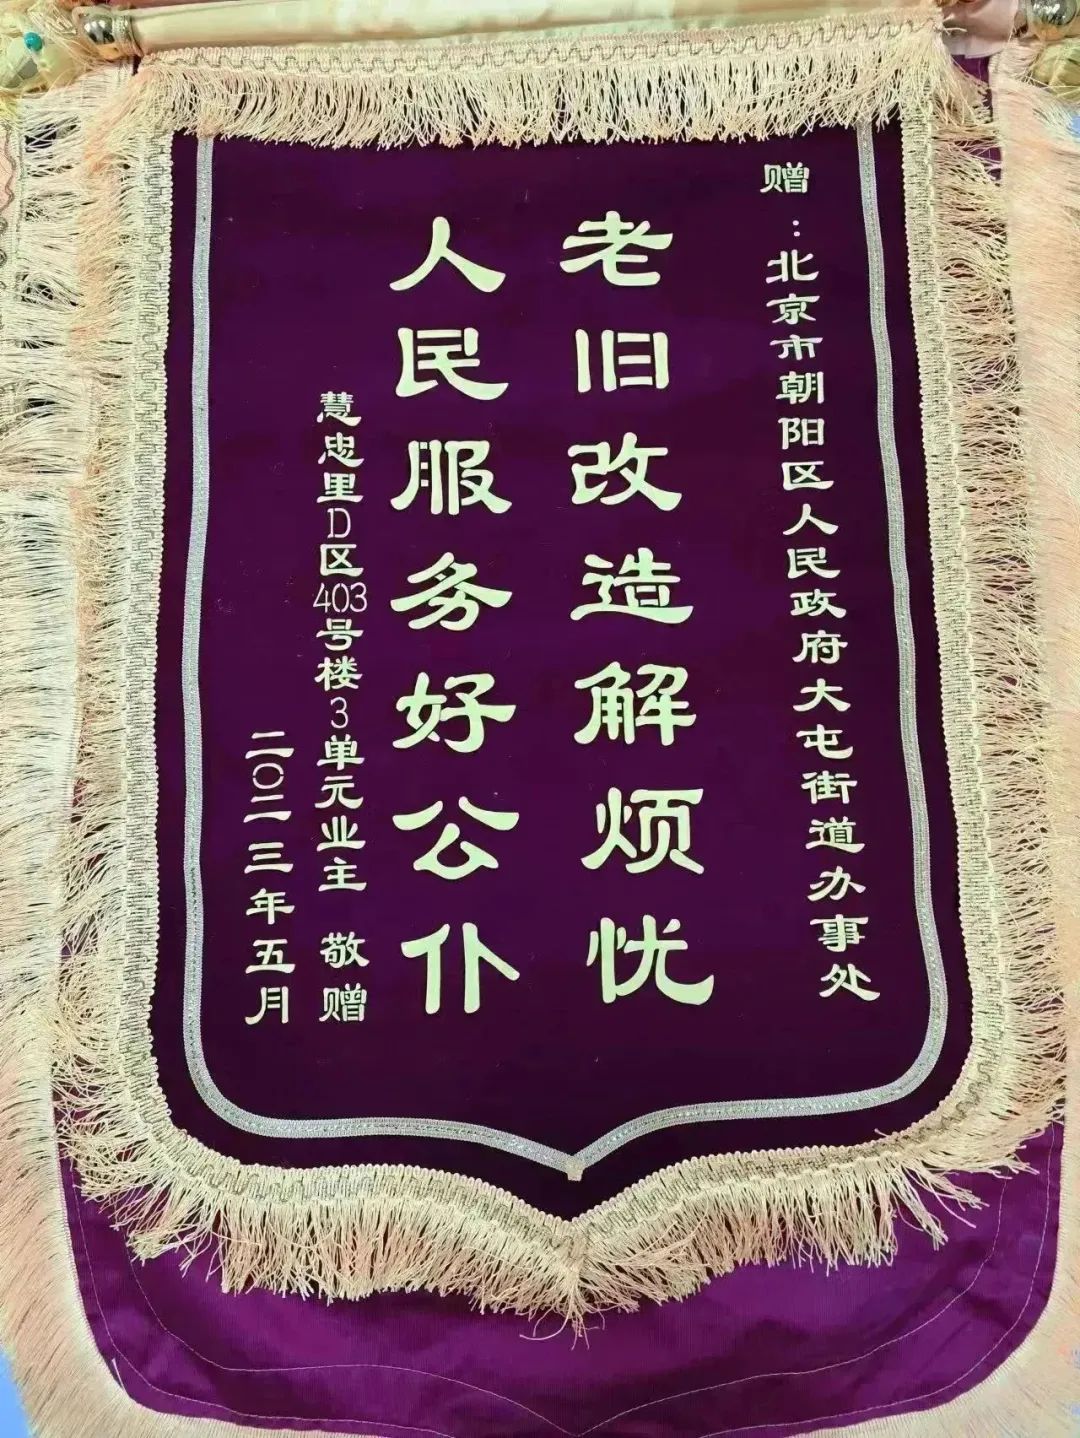 赠：北京市朝阳区人民政府大屯街道办事处
老旧改造解烦忧
人民服务好公仆
慧忠里D区403号楼3单元业主 敬赠
二〇二三年五月